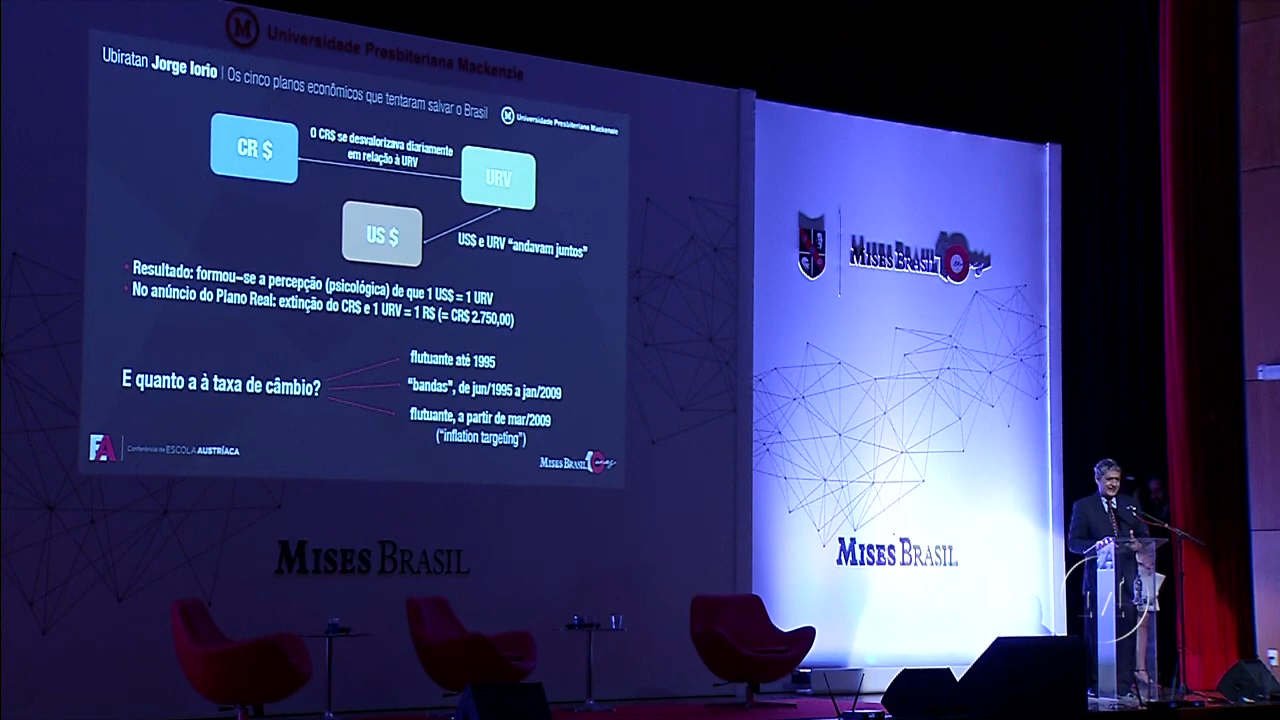 Universidade Presbiteriana Mackenzie
Ubiratan Jorge Iorio | Os cinco planos econômicos que tentaram salvar o Brasil
M Universidade Presbiteriana Mackenzie
CR $
O CR$ se desvalorizava diariamente
em relação à URV
URV
US $
US$ e URV “andavam juntos”
Resultado: formou-se a percepção (psicológica) de que 1 US$ = 1 URV
No anúncio do Plano Real: extinção do CR$ e 1 URV = 1 R$ (= CR$ 2.750,00)
E quanto a à taxa de câmbio?
flutuante até 1995
“bandas”, de jun/1995 a jan/2009
flutuante, a partir de mar/2009
(“inflation targeting”)
EA Conferência de ESCOLA AUSTRÍACA
MISES BRASIL 10
MISES BRASIL
MISES BRASIL 10
MISES BRASIL